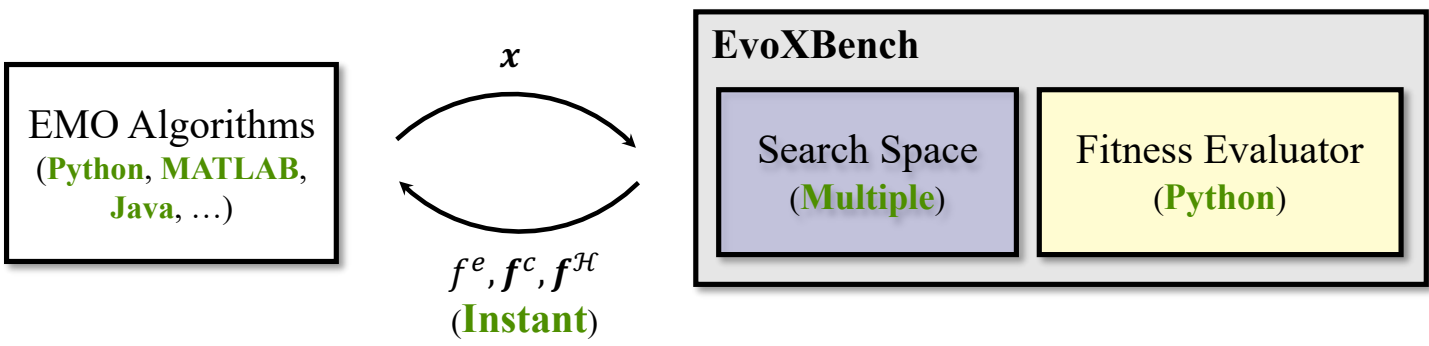 EMO Algorithms
(Python, MATLAB,
Java, …)
x
f^e, f^c, f^ℋ
(Instant)
EvoXBench
Search Space
(Multiple)
Fitness Evaluator
(Python)